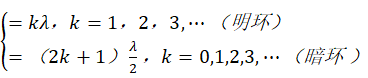 = kλ，k = 1，2，3,⋯（明环）
=（2k + 1）λ/2，k = 0,1,2,3,⋯（暗环）